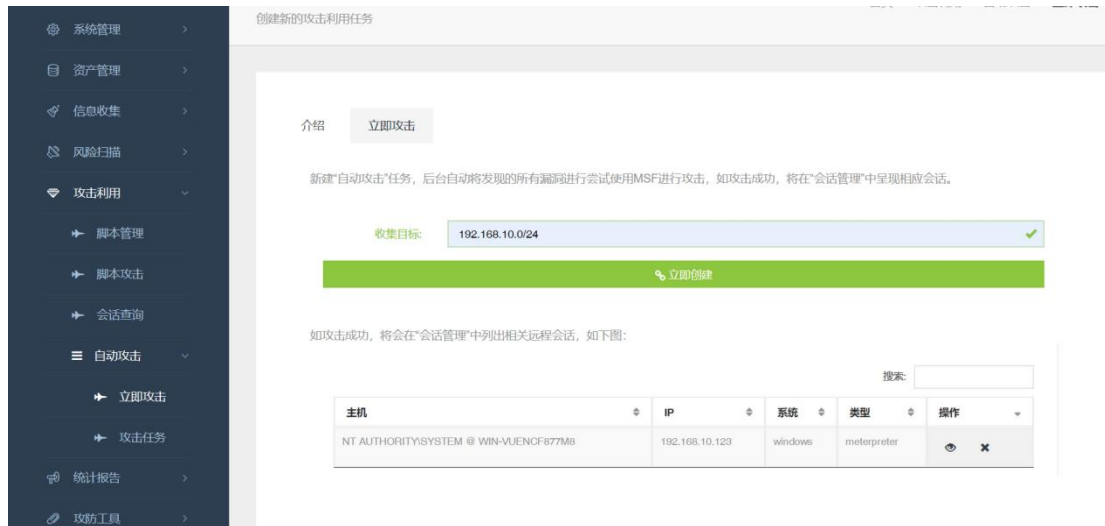 系统管理
资产管理
信息收集
风险扫描
攻击利用
脚本管理
脚本攻击
会话查询
自动攻击
立即攻击
攻击任务
统计报告
攻防工具
创建新的攻击利用任务
介绍 立即攻击
新建“自动攻击”任务，后台自动将发现的所有漏洞进行尝试使用MSF进行攻击，如攻击成功，将在“会话管理”中呈现相应会话。
收集目标: 192.168.10.0/24
立即创建
如攻击成功，将会在“会话管理”中列出相关远程会话，如下图：
搜索:
主机 IP 系统 类型 操作
NT AUTHORITY\SYSTEM @ WIN-VUENCF877M8 192.168.10.123 windows meterpreter